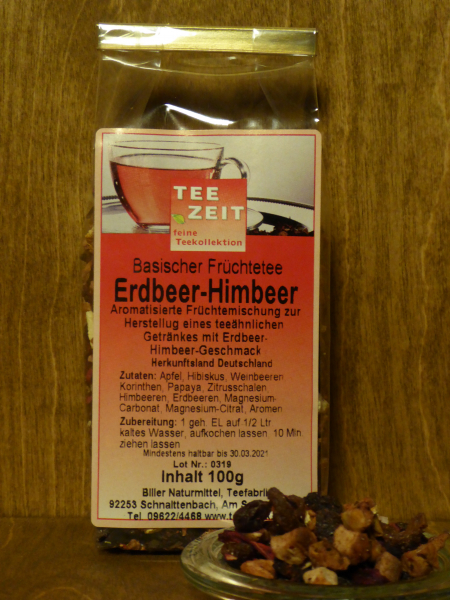 TEE
ZEIT
feine
Teekollektion
Basischer Früchtetee
Erdbeer-Himbeer
Aromatisierte Früchtemischung zur
Herstellug eines teeähnlichen
Getränkes mit Erdbeer-
Himbeer-Geschmack
Herkunftsland Deutschland
Zutaten: Apfel, Hibiskus, Weinbeeren,
Korinthen, Papaya, Zitrusschalen
Himbeeren, Erdbeeren, Magnesium-
Carbonat, Magnesium-Citrat, Aromen
Zubereitung: 1 geh. EL auf 1/2 Ltr
kaltes Wasser, aufkochen lassen, 10 Min.
ziehen lassen
Mindestens haltbar bis 30.03.2021
Lot Nr.: 0319
Inhalt 100g
Biller Naturmittel, Teefabrik
92253 Schnaittenbach, Am
Tel. 09622/4468 www.t